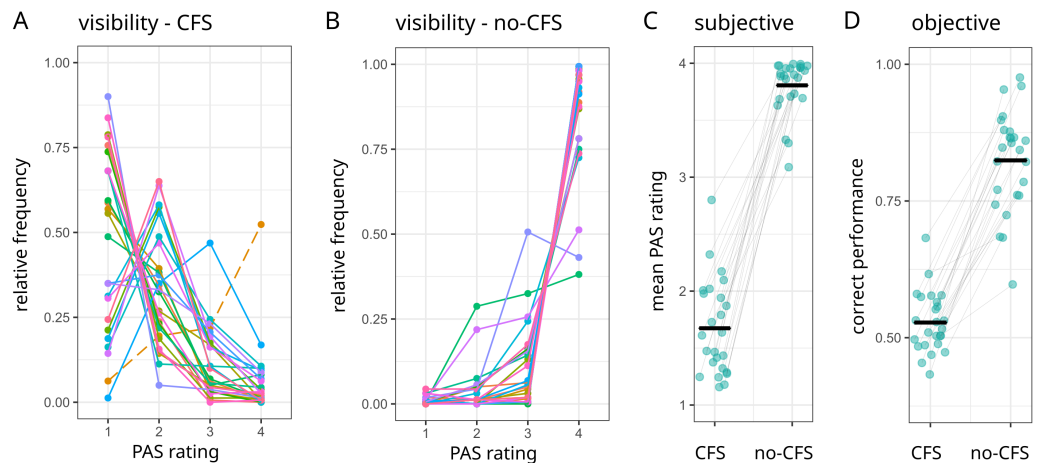 A visibility - CFS
relative frequency
1.00
0.75
0.50
0.25
0.00
1 2 3 4
PAS rating
B visibility - no-CFS
relative frequency
1.00
0.75
0.50
0.25
0.00
1 2 3 4
PAS rating
C subjective
mean PAS rating
4
3
2
1
CFS no-CFS
D objective
correct performance
1.00
0.75
0.50
CFS no-CFS